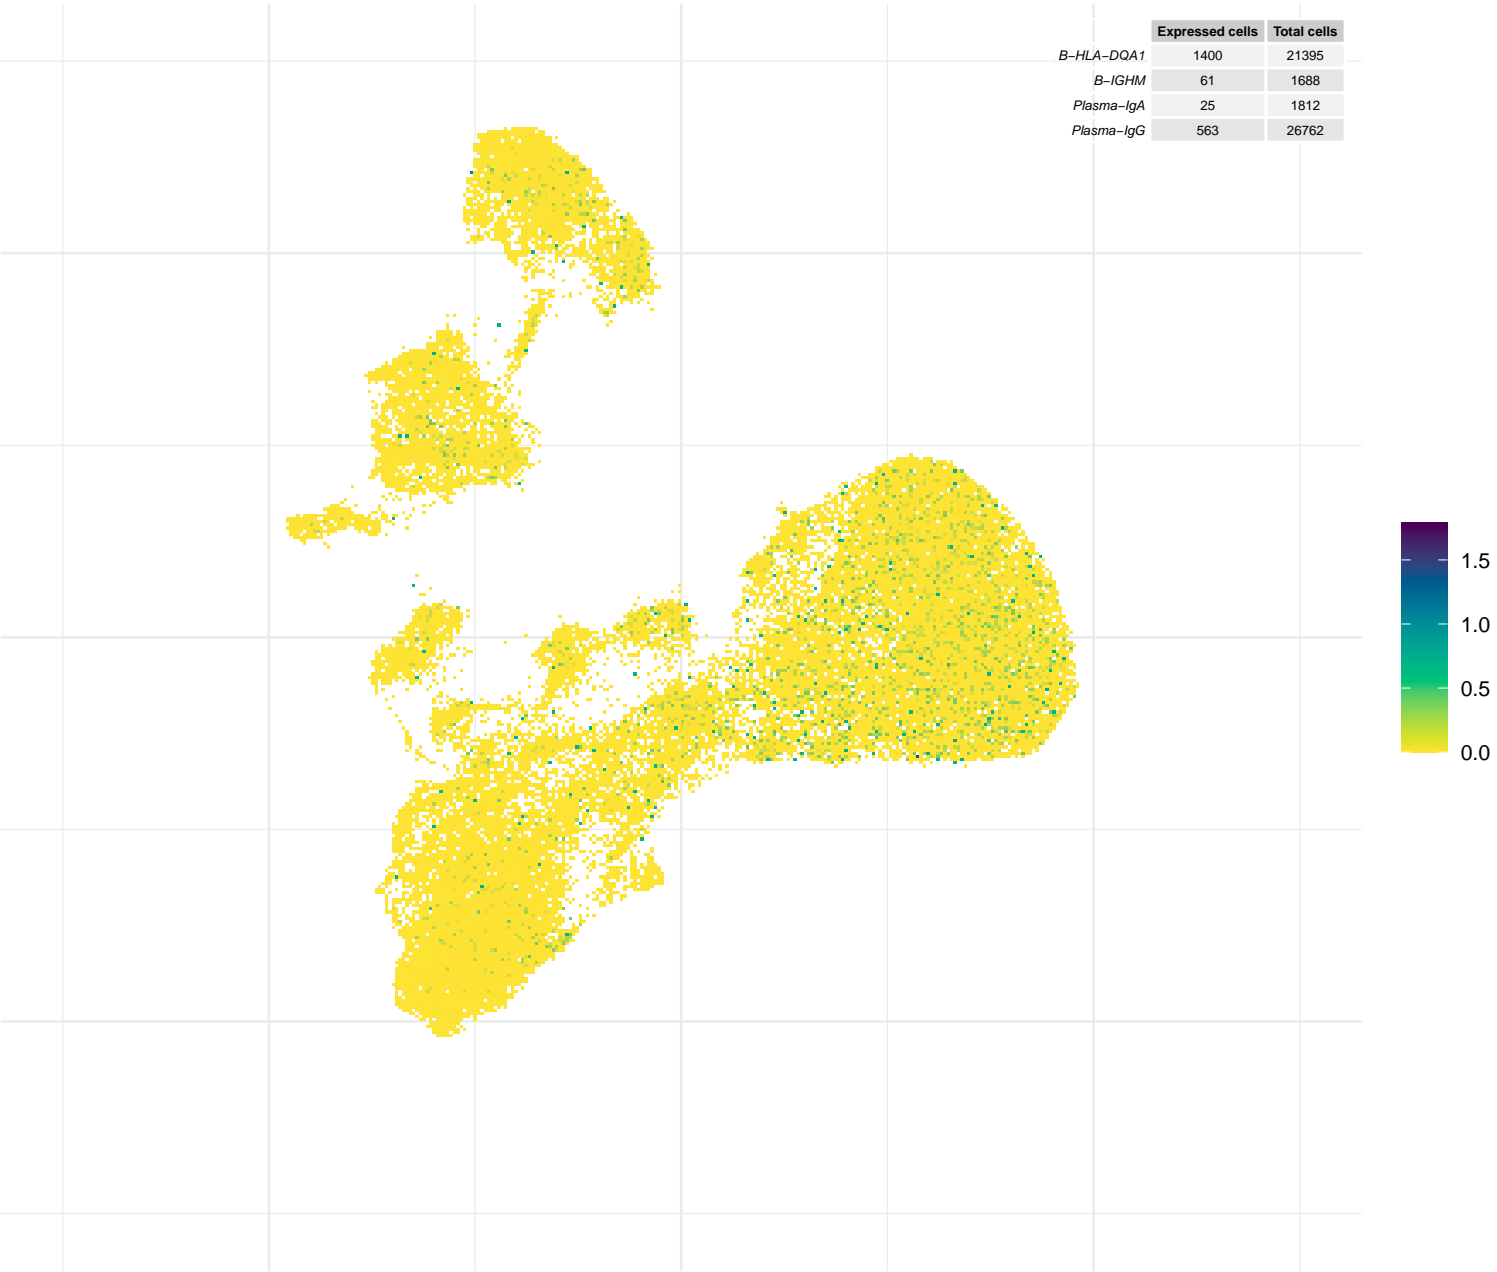 Expressed cells Total cells
B−HLA−DQA1 1400 21395
B−IGHM 61 1688
Plasma−IgA 25 1812
Plasma−IgG 563 26762
1.5
1.0
0.5
0.0